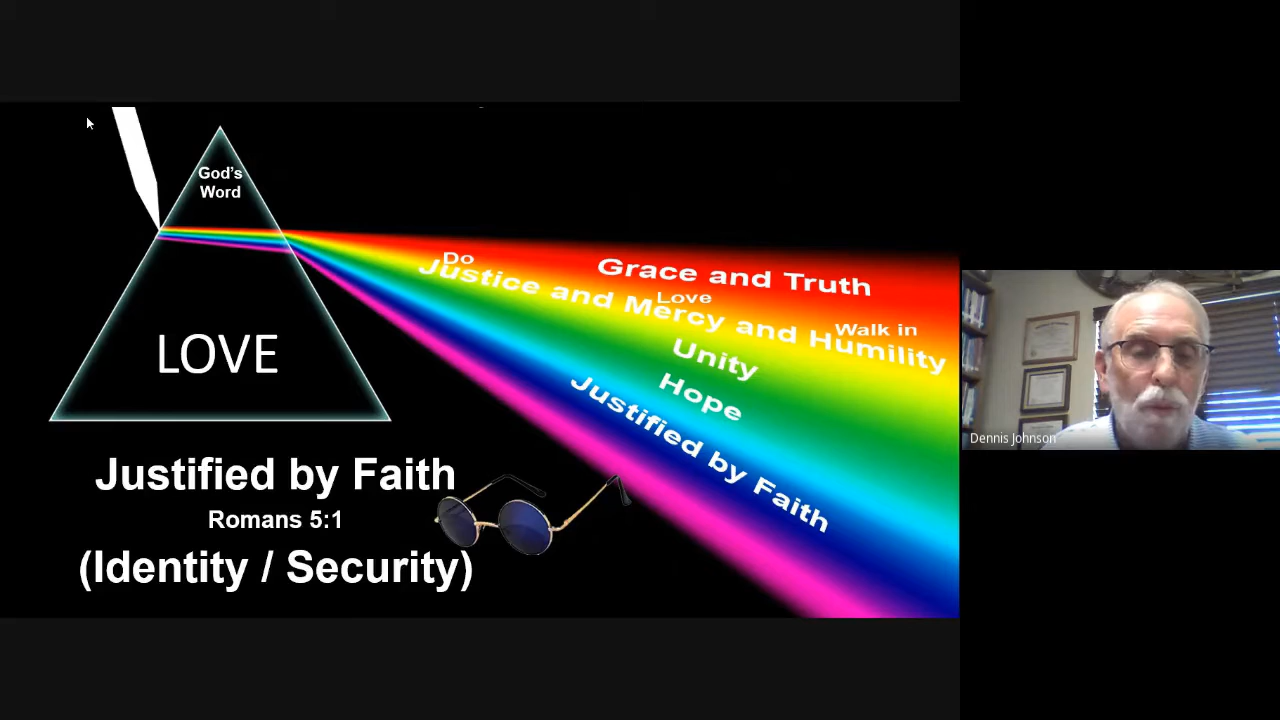 God's
Word
LOVE
Grace and Truth
Do
Love
Walk in
Justice and Mercy and Humility
Unity
Hope
Justified by Faith
Justified by Faith
Romans 5:1
(Identity / Security)
Dennis Johnson